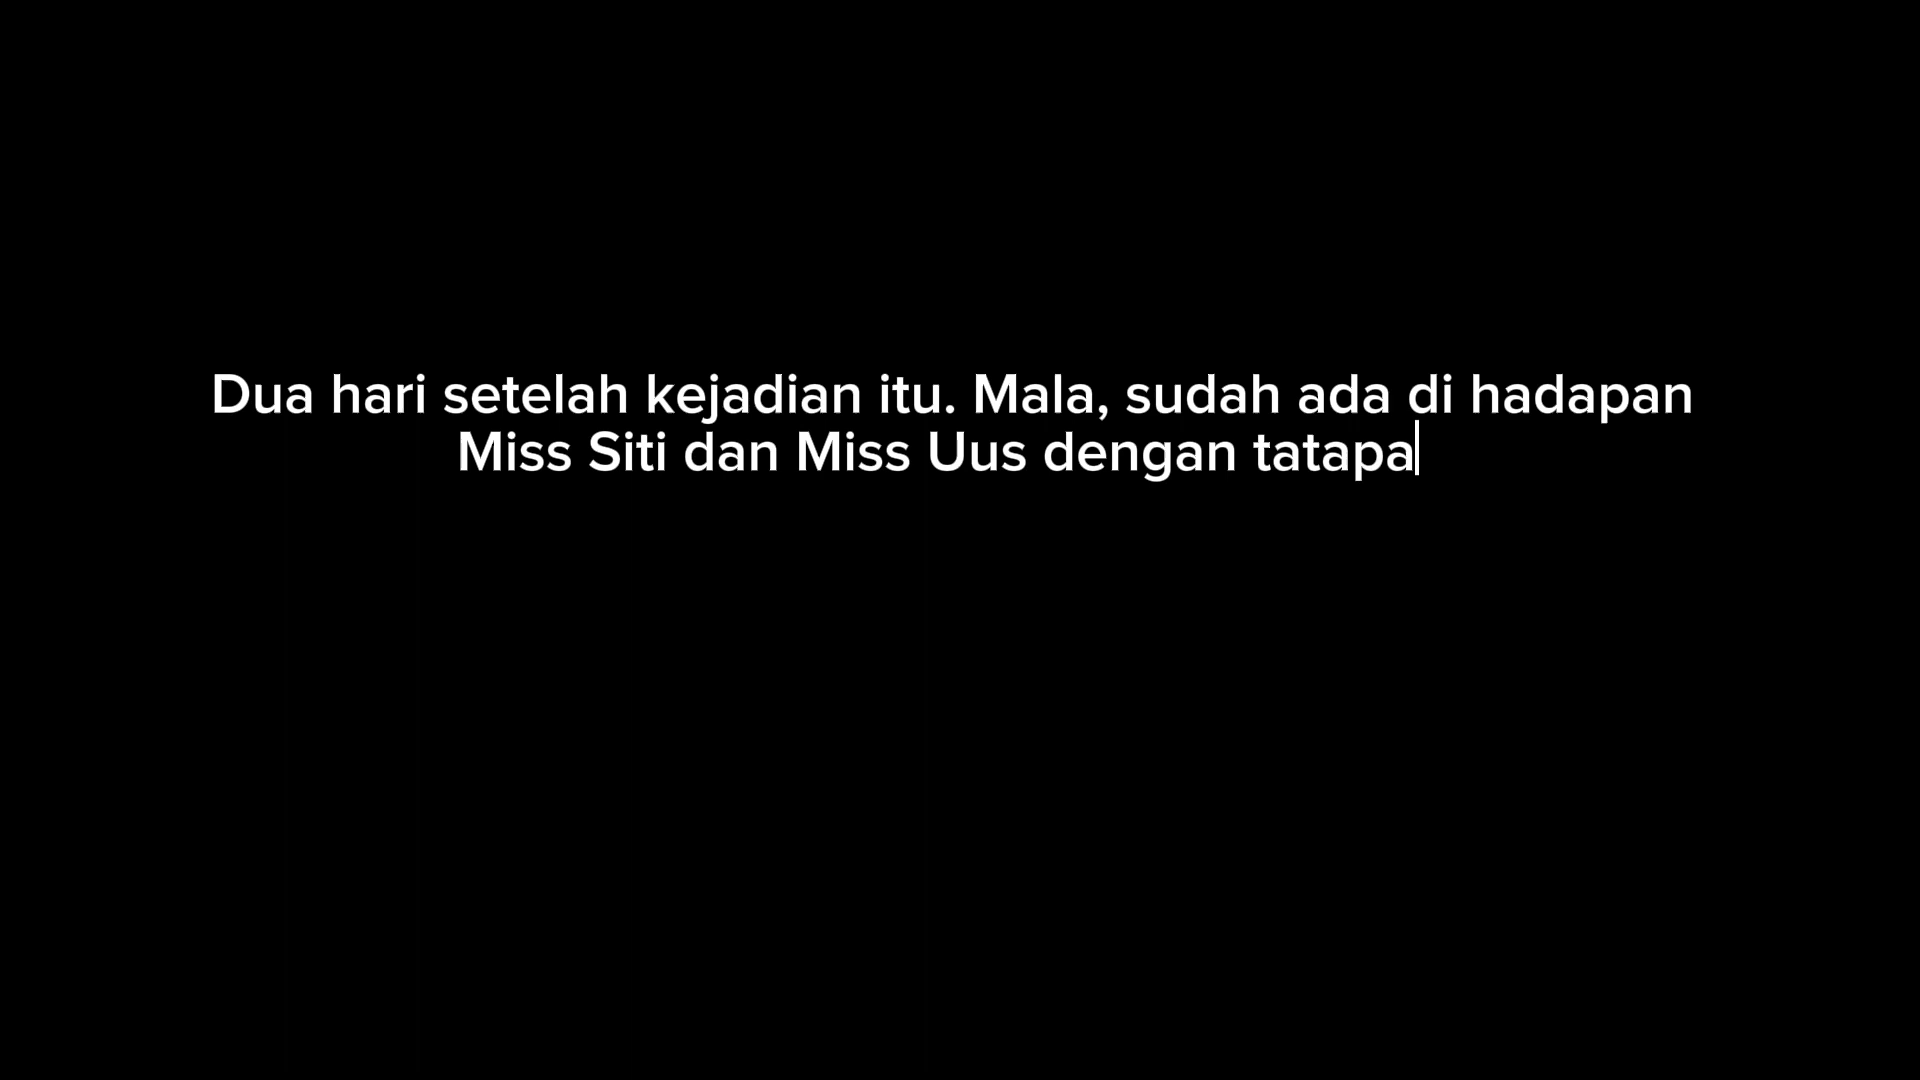 Dua hari setelah kejadian itu. Mala, sudah ada di hadapan
Miss Siti dan Miss Uus dengan tatapa